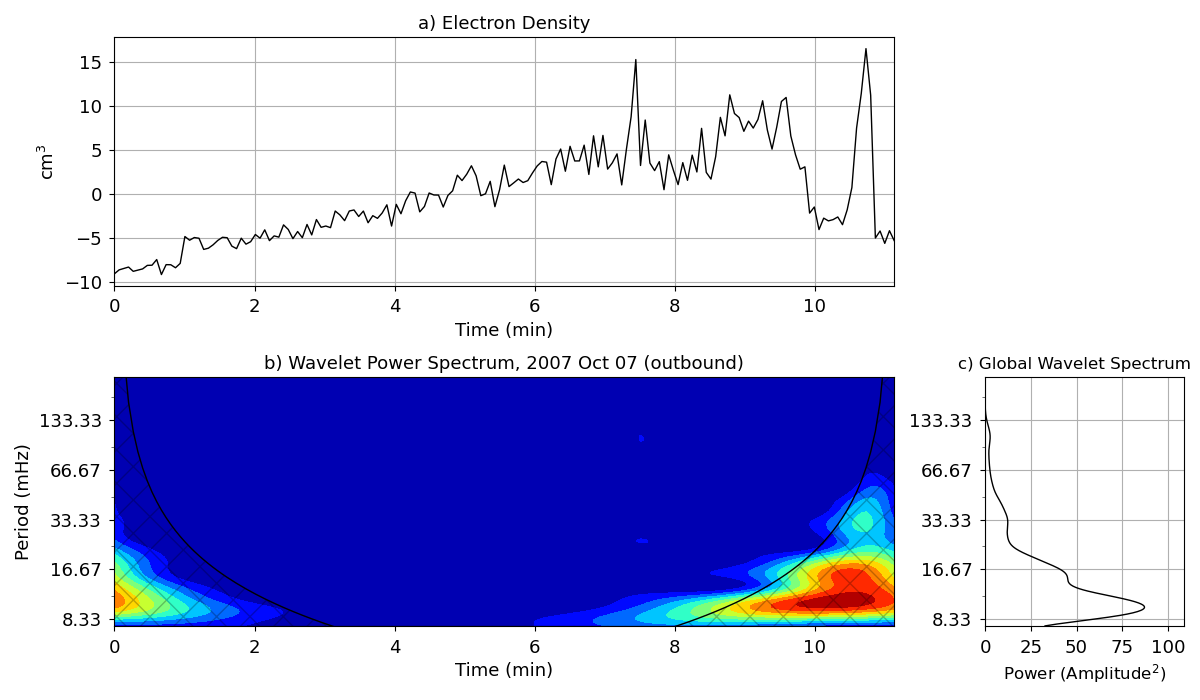 a) Electron Density
cm³
15
10
5
0
−5
−10
0 2 4 6 8 10
Time (min)
b) Wavelet Power Spectrum, 2007 Oct 07 (outbound)
Period (mHz)
133.33
66.67
33.33
16.67
8.33
0 2 4 6 8 10
Time (min)
c) Global Wavelet Spectrum
133.33
66.67
33.33
16.67
8.33
0 25 50 75 100
Power (Amplitude²)